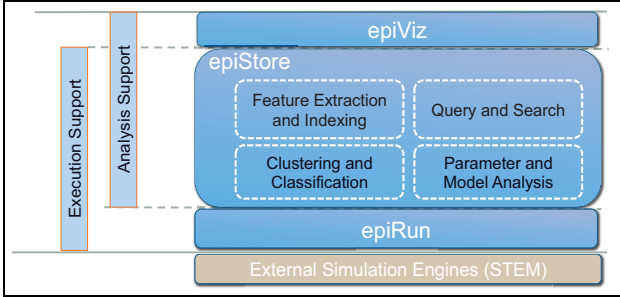 epiViz
epiStore
Feature Extraction
and Indexing
Query and Search
Clustering and
Classification
Parameter and
Model Analysis
epiRun
External Simulation Engines (STEM)
Execution Support
Analysis Support